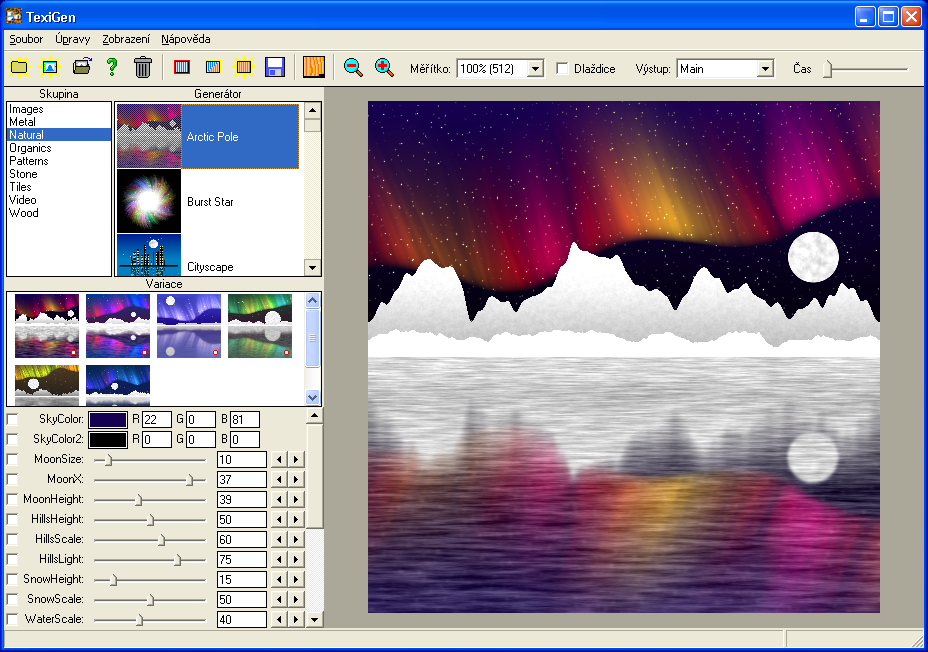 TexiGen
Soubor Úpravy Zobrazení Nápověda
Měřítko: 100% (512) Dlaždice Výstup: Main Čas
Skupina Generátor
Images
Metal
Natural
Organics
Patterns
Stone
Tiles
Video
Wood
Arctic Pole
Burst Star
Cityscape
Variace
SkyColor: R 22 G 0 B 81
SkyColor2: R 0 G 0 B 0
MoonSize: 10
MoonX: 37
MoonHeight: 39
HillsHeight: 50
HillsScale: 60
HillsLight: 75
SnowHeight: 15
SnowScale: 50
WaterScale: 40